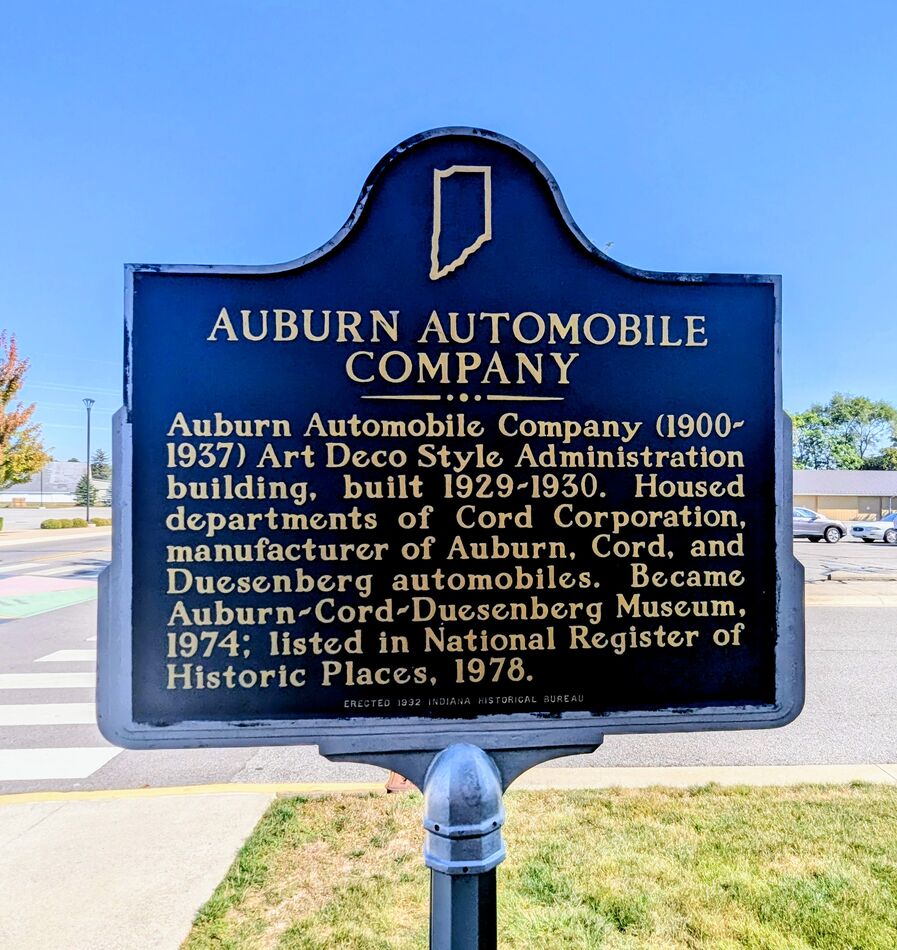 AUBURN AUTOMOBILE
COMPANY
Auburn Automobile Company (1900-
1937) Art Deco Style Administration
building, built 1929-1930. Housed
departments of Cord Corporation,
manufacturer of Auburn, Cord, and
Duesenberg automobiles. Became
Auburn-Cord-Duesenberg Museum,
1974; listed in National Register of
Historic Places, 1978.
ERECTED 1992 INDIANA HISTORICAL BUREAU